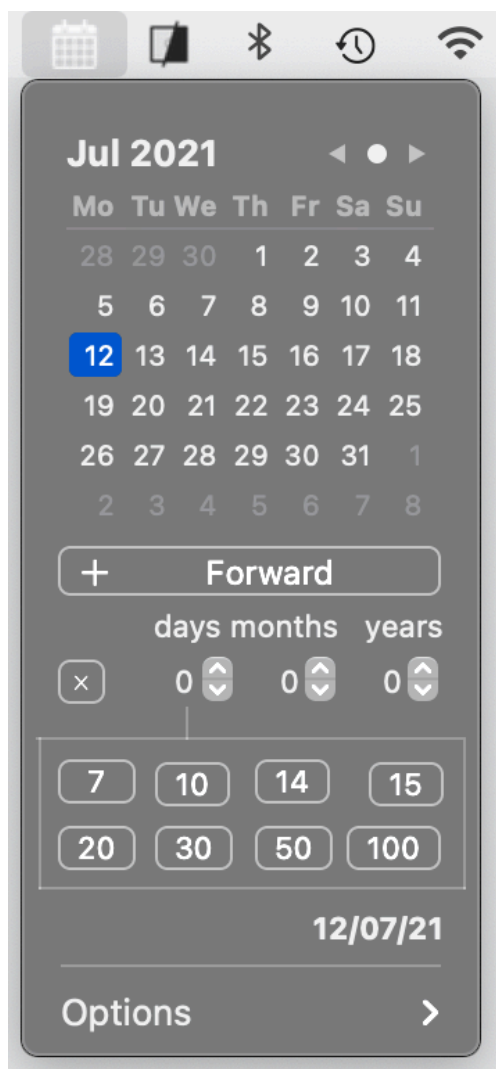 Jul 2021
Mo Tu We Th Fr Sa Su
28 29 30 1 2 3 4
5 6 7 8 9 10 11
12 13 14 15 16 17 18
19 20 21 22 23 24 25
26 27 28 29 30 31 1
2 3 4 5 6 7 8
+ Forward
days months years
× 0 0 0
7 10 14 15
20 30 50 100
12/07/21
Options